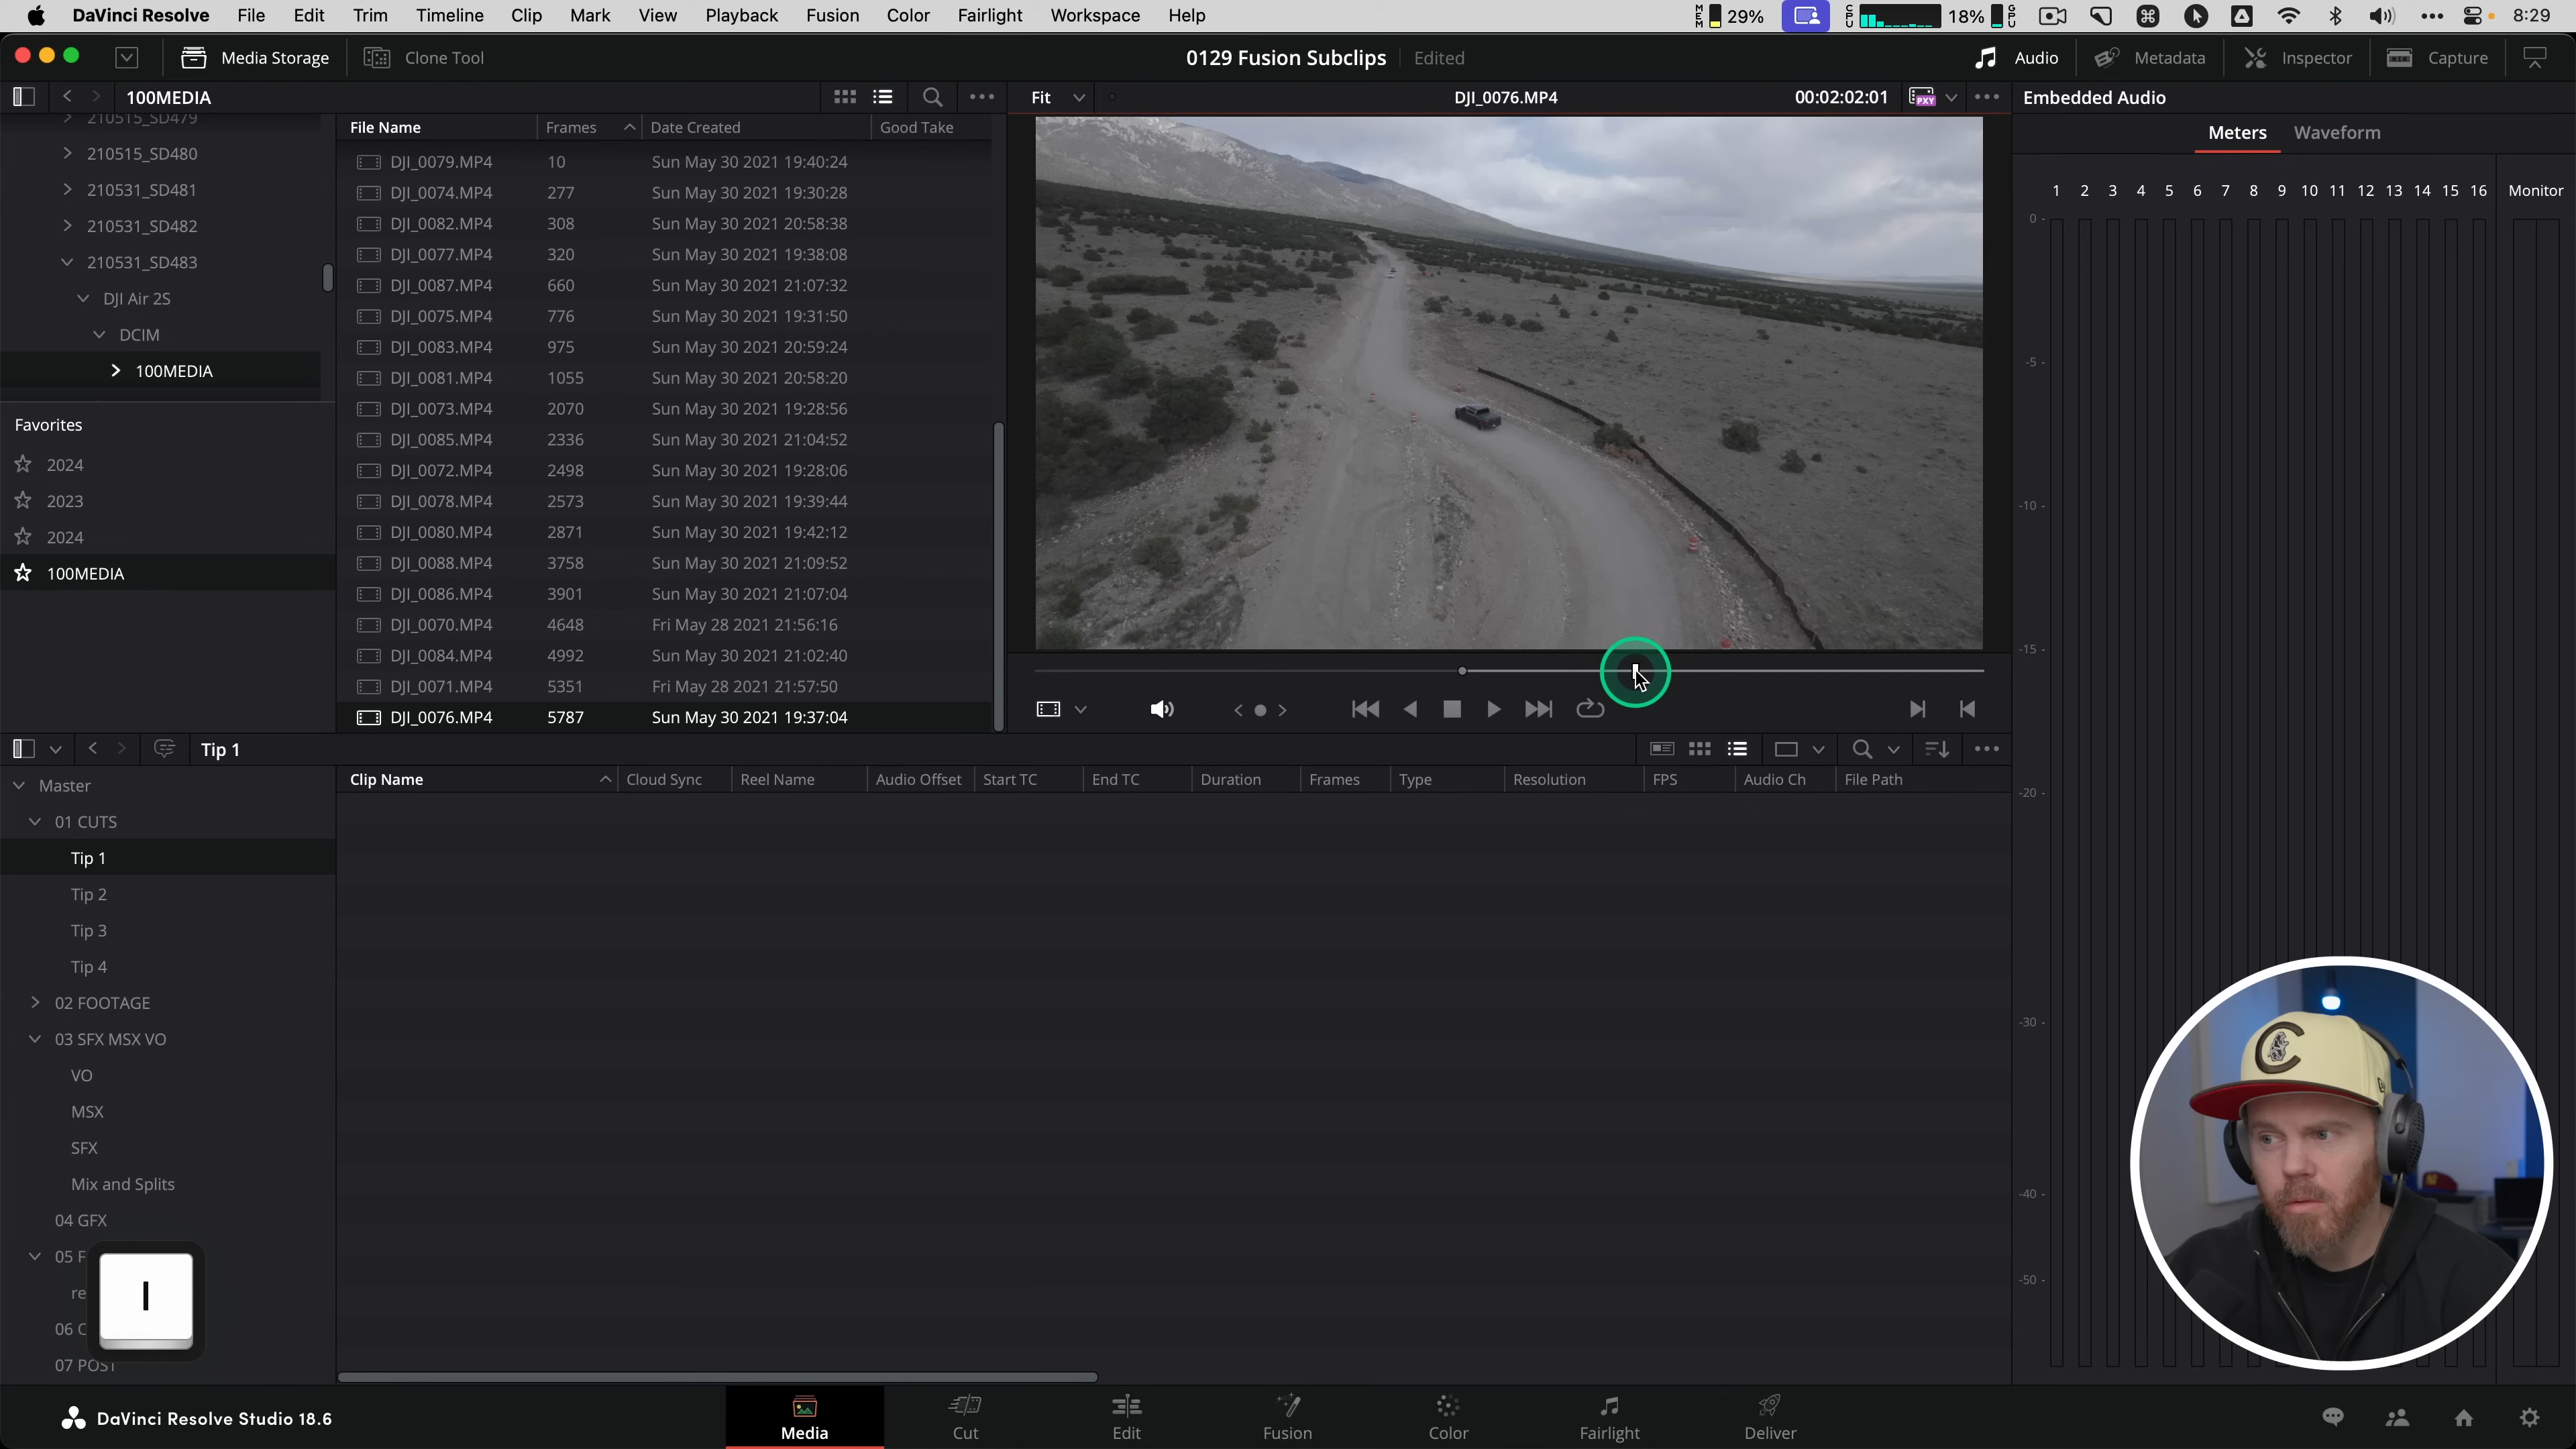 DaVinci Resolve File Edit Trim Timeline Clip Mark View Playback Fusion Color Fairlight Workspace Help MEM 29% CPU 18% GPU 8:29
Media Storage Clone Tool 0129 Fusion Subclips Edited Audio Metadata Inspector Capture
100MEDIA Fit DJI_0076.MP4 00:02:02:01 PXY Embedded Audio
210515_SD479
210515_SD480
210531_SD481
210531_SD482
210531_SD483
DJI Air 2S
DCIM
100MEDIA
Favorites
2024
2023
2024
100MEDIA
File Name Frames Date Created Good Take
DJI_0079.MP4 10 Sun May 30 2021 19:40:24
DJI_0074.MP4 277 Sun May 30 2021 19:30:28
DJI_0082.MP4 308 Sun May 30 2021 20:58:38
DJI_0077.MP4 320 Sun May 30 2021 19:38:08
DJI_0087.MP4 660 Sun May 30 2021 21:07:32
DJI_0075.MP4 776 Sun May 30 2021 19:31:50
DJI_0083.MP4 975 Sun May 30 2021 20:59:24
DJI_0081.MP4 1055 Sun May 30 2021 20:58:20
DJI_0073.MP4 2070 Sun May 30 2021 19:28:56
DJI_0085.MP4 2336 Sun May 30 2021 21:04:52
DJI_0072.MP4 2498 Sun May 30 2021 19:28:06
DJI_0078.MP4 2573 Sun May 30 2021 19:39:44
DJI_0080.MP4 2871 Sun May 30 2021 19:42:12
DJI_0088.MP4 3758 Sun May 30 2021 21:09:52
DJI_0086.MP4 3901 Sun May 30 2021 21:07:04
DJI_0070.MP4 4648 Fri May 28 2021 21:56:16
DJI_0084.MP4 4992 Sun May 30 2021 21:02:40
DJI_0071.MP4 5351 Fri May 28 2021 21:57:50
DJI_0076.MP4 5787 Sun May 30 2021 19:37:04
Meters Waveform
1 2 3 4 5 6 7 8 9 10 11 12 13 14 15 16 Monitor
0 -
-5 -
-10 -
-15 -
-20 -
-30 -
-40 -
-50 -
Tip 1
Clip Name Cloud Sync Reel Name Audio Offset Start TC End TC Duration Frames Type Resolution FPS Audio Ch File Path
Master
01 CUTS
Tip 1
Tip 2
Tip 3
Tip 4
02 FOOTAGE
03 SFX MSX VO
VO
MSX
SFX
Mix and Splits
04 GFX
05 F
re
06 C
07 POST
I
C
DaVinci Resolve Studio 18.6 Media Cut Edit Fusion Color Fairlight Deliver